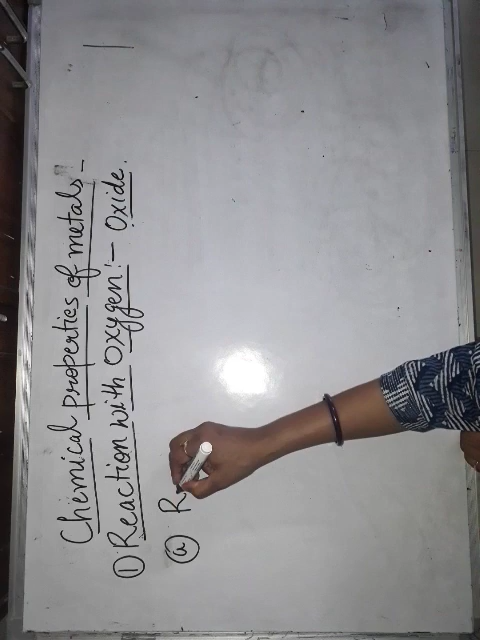 Chemical properties of metals:-
① Reaction with Oxygen:- Oxide.
ⓐ R